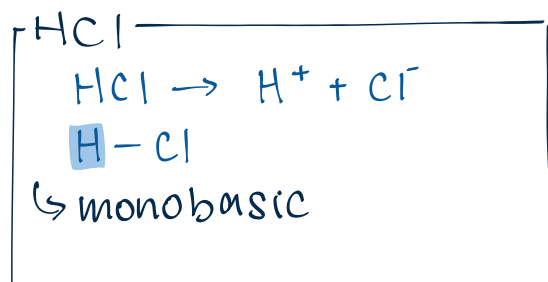 HCl
HCl → H⁺ + Cl⁻
H – Cl
↳ monobasic